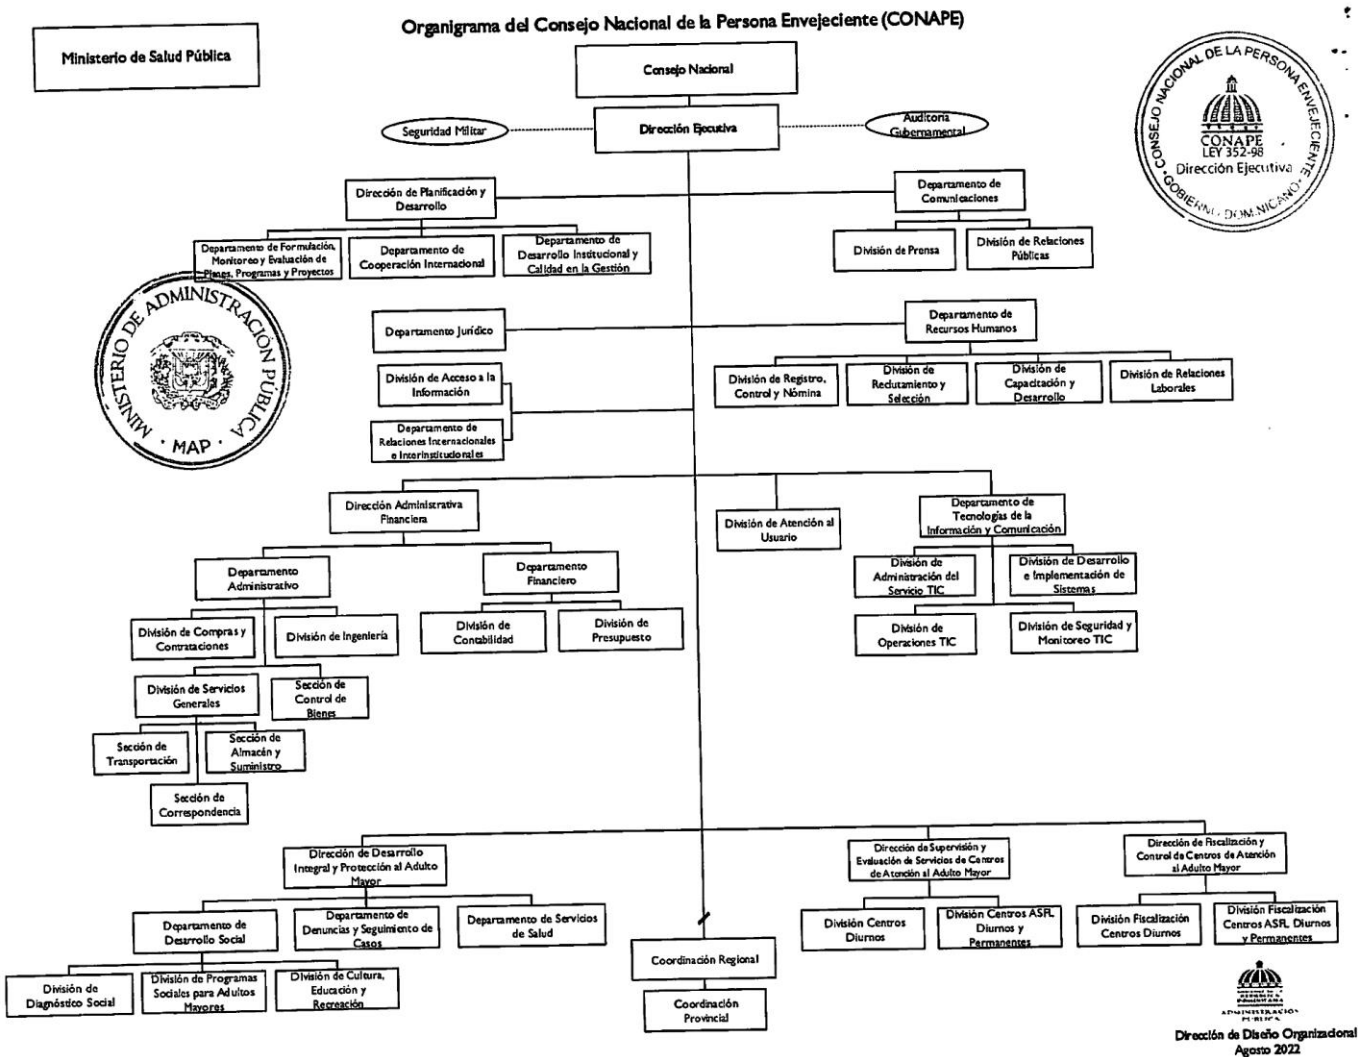 Organigrama del Consejo Nacional de la Persona Envejeciente (CONAPE)
Ministerio de Salud Pública
Consejo Nacional
Seguridad Militar
Dirección Ejecutiva
Auditoria
Gubernamental
CONSEJO NACIONAL DE LA PERSONA ENVEJECIENTE
CONAPE
LEY 352-98
Dirección Ejecutiva
GOBIERNO DOMINICANO
Dirección de Planificación y
Desarrollo
Departamento de
Comunicaciones
Departamento de Formulación,
Monitoreo y Evaluación de
Planes, Programas y Proyectos
Departamento de
Cooperación Internacional
Departamento de
Desarrollo Institucional y
Calidad en la Gestión
División de Prensa
División de Relaciones
Públicas
MINISTERIO DE ADMINISTRACIÓN PÚBLICA
· MAP ·
Departamento Jurídico
Departamento de
Recursos Humanos
División de Acceso a la
Información
División de Registro,
Control y Nómina
División de
Reclutamiento y
Selección
División de
Capacitación y
Desarrollo
División de Relaciones
Laborales
Departamento de
Relaciones Internacionales
e Interinstitucionales
Dirección Administrativa
Financiera
División de Atención al
Usuario
Departamento de
Tecnologías de la
Información y Comunicación
Departamento
Administrativo
Departamento
Financiero
División de
Administración del
Servicio TIC
División de Desarrollo
e Implementación de
Sistemas
División de Compras y
Contrataciones
División de Ingeniería
División de
Contabilidad
División de
Presupuesto
División de
Operaciones TIC
División de Seguridad y
Monitoreo TIC
División de Servicios
Generales
Sección de
Control de
Bienes
Sección de
Transportación
Sección de
Almacén y
Suministro
Sección de
Correspondencia
Dirección de Desarrollo
Integral y Protección al Adulto
Mayor
Dirección de Supervisión y
Evaluación de Servicios de Centros
de Atención al Adulto Mayor
Dirección de Fiscalización y
Control de Centros de Atención
al Adulto Mayor
Departamento de
Desarrollo Social
Departamento de
Denuncias y Seguimiento de
Casos
Departamento de Servicios
de Salud
División Centros
Diurnos
División Centros ASFL
Diurnos y
Permanentes
División Fiscalización
Centros Diurnos
División Fiscalización
Centros ASFL Diurnos
y Permanentes
División de
Diagnóstico Social
División de Programas
Sociales para Adultos
Mayores
División de Cultura,
Educación y
Recreación
Coordinación Regional
Coordinación
Provincial
REPÚBLICA
DOMINICANA
ADMINISTRACIÓN
PÚBLICA
Dirección de Diseño Organizacional
Agosto 2022